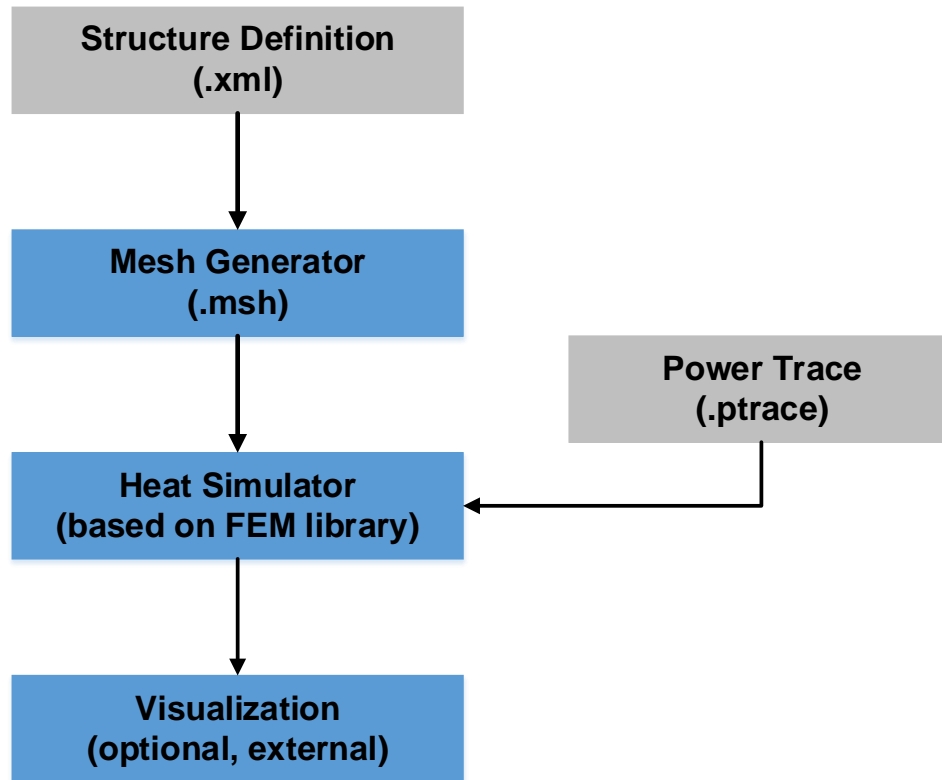 Structure Definition
(.xml)
Mesh Generator
(.msh)
Power Trace
(.ptrace)
Heat Simulator
(based on FEM library)
Visualization
(optional, external)